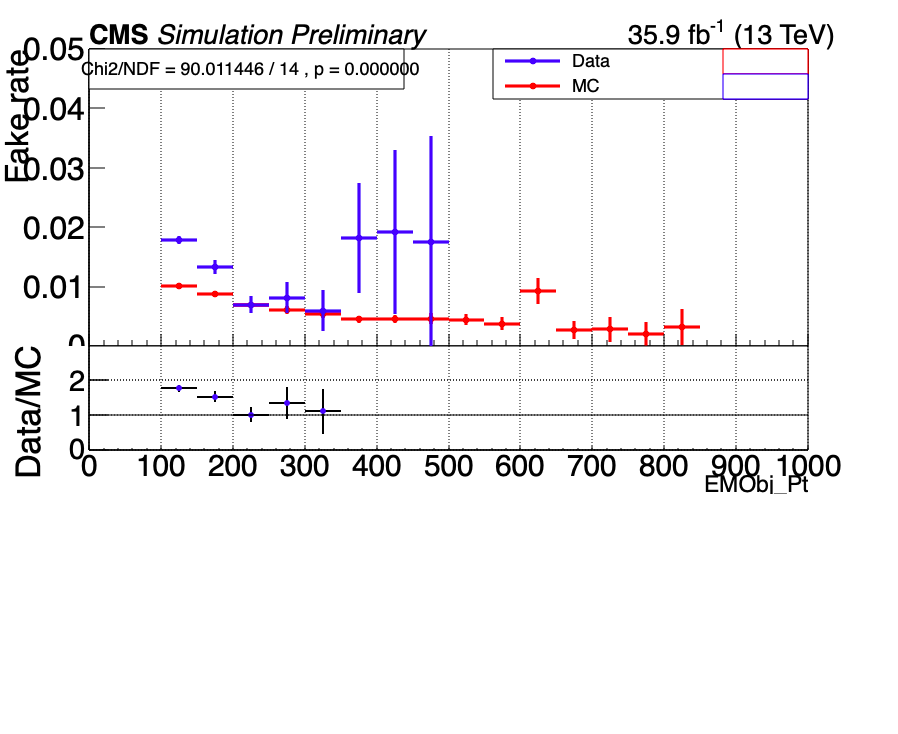 CMS Simulation Preliminary 35.9 fb-1 (13 TeV)
Chi2/NDF = 90.011446 / 14 , p = 0.000000
Data
MC
Fake rate
0.05
0.04
0.03
0.02
0.01
0
Data/MC
2
1
0
0 100 200 300 400 500 600 700 800 900 1000
EMObj_Pt